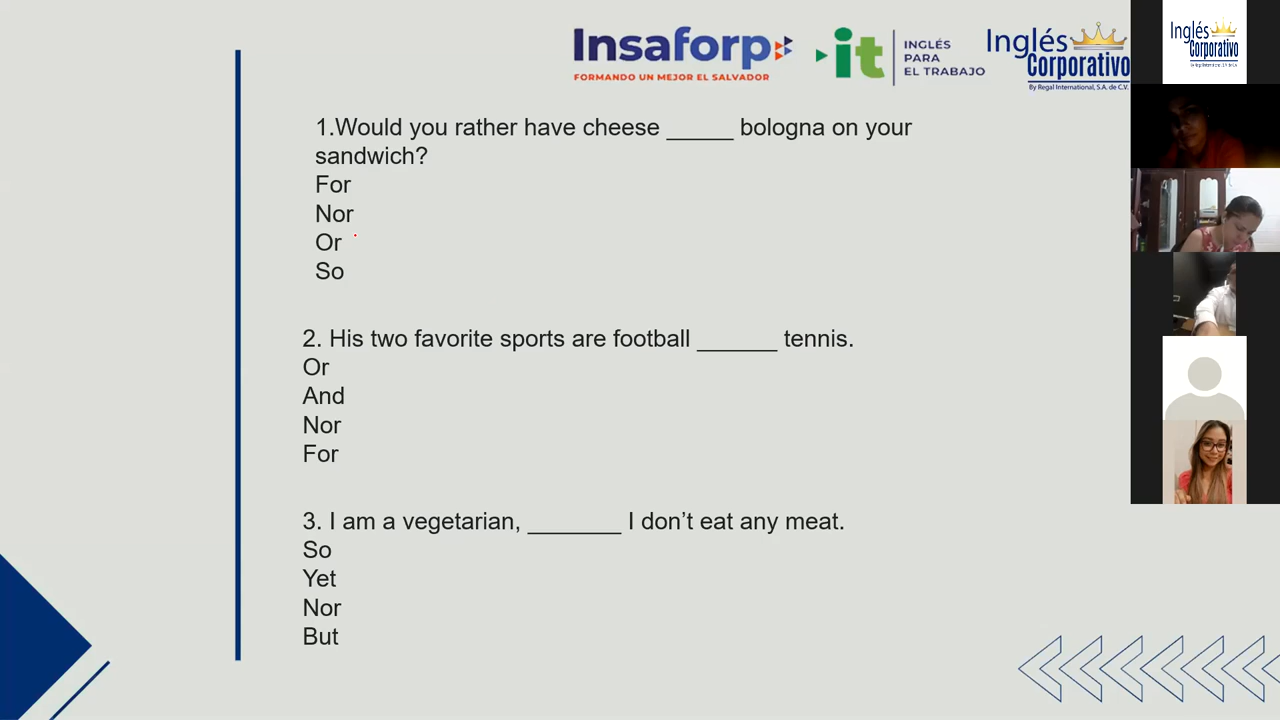 Insaforp
FORMANDO UN MEJOR EL SALVADOR
it
INGLÉS
PARA
EL TRABAJO
Inglés
Corporativo
By Regal International, S.A. de C.V.
Inglés
Corporativo
1.Would you rather have cheese _____ bologna on your
sandwich?
For
Nor
Or
So
2. His two favorite sports are football ______ tennis.
Or
And
Nor
For
3. I am a vegetarian, _______ I don’t eat any meat.
So
Yet
Nor
But